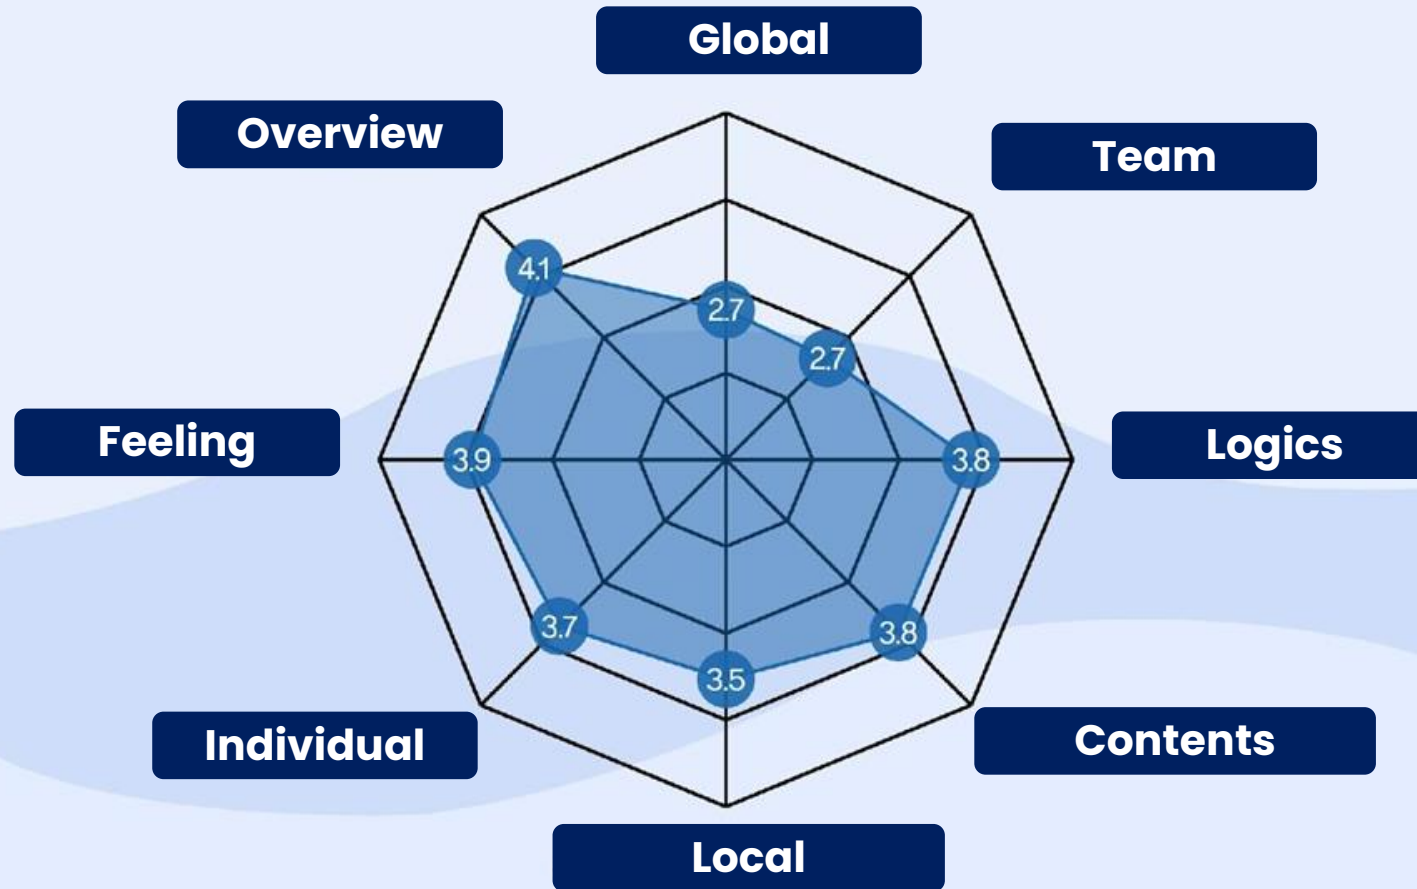 Global
Overview
Team
4.1
2.7
2.7
Feeling
3.9
3.8
Logics
3.7
3.8
3.5
Individual
Contents
Local